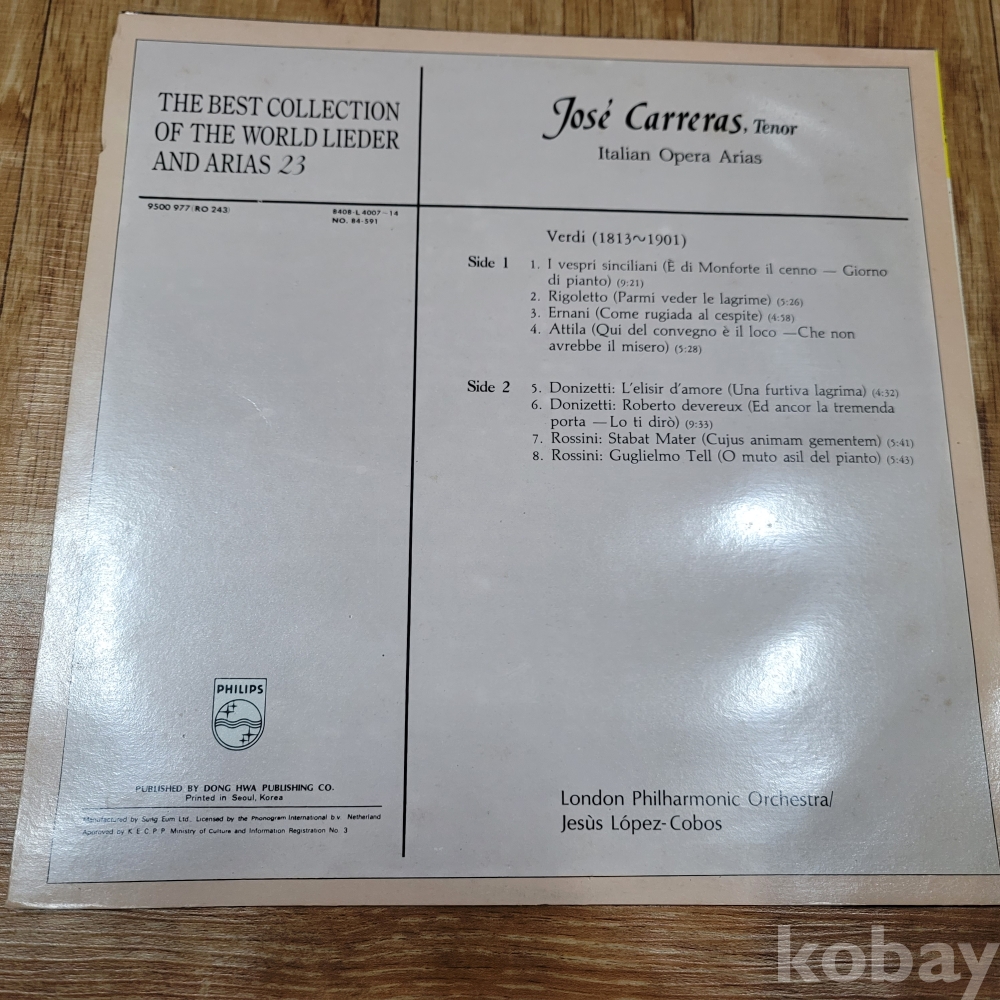 THE BEST COLLECTION
OF THE WORLD LIEDER
AND ARIAS 23
José Carreras, Tenor
Italian Opera Arias
9500 977 (RO 243)
8408-L 4007~14
NO. 84-591
Verdi (1813~1901)
Side 1
1. I vespri sinciliani (È di Monforte il cenno — Giorno
di pianto) (9:21)
2. Rigoletto (Parmi veder le lagrime) (5:26)
3. Ernani (Come rugiada al cespite) (4:58)
4. Attila (Qui del convegno è il loco —Che non
avrebbe il misero) (5:28)
Side 2
5. Donizetti: L'elisir d'amore (Una furtiva lagrima) (4:32)
6. Donizetti: Roberto devereux (Ed ancor la tremenda
porta —Lo ti dirò) (9:33)
7. Rossini: Stabat Mater (Cujus animam gementem) (5:41)
8. Rossini: Guglielmo Tell (O muto asil del pianto) (5:43)
PHILIPS
PUBLISHED BY DONG HWA PUBLISHING CO.
Printed in Seoul, Korea
Manufactured by Sung Eum Ltd., Licensed by the Phonogram International b.v. Netherland
Approved by K.E.C.P.P. Ministry of Culture and Information Registration No. 3
London Philharmonic Orchestra/
Jesùs López-Cobos
kobay